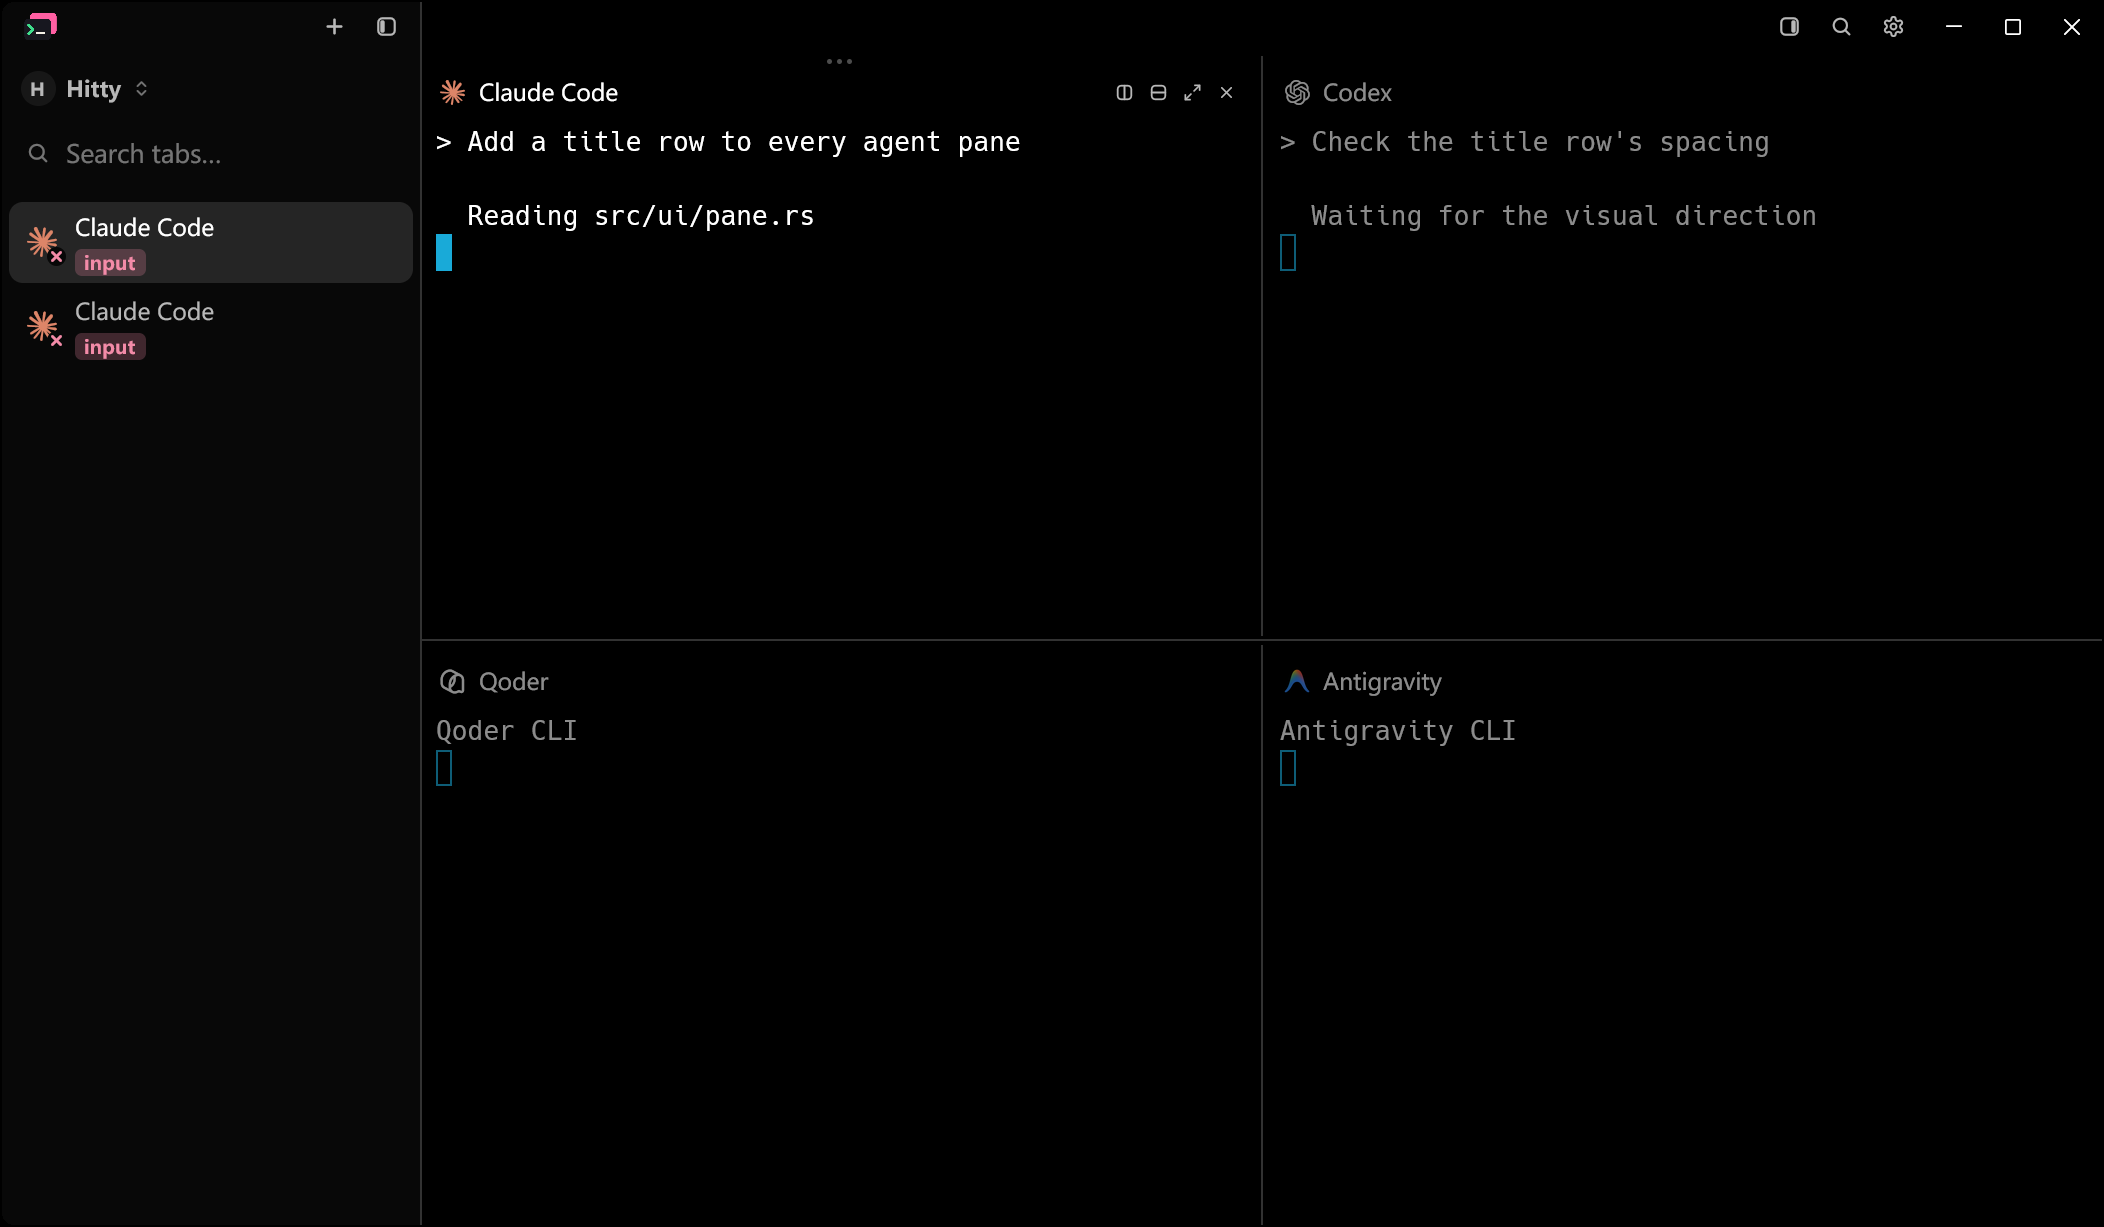 H Hitty
Search tabs...
Claude Code
input
Claude Code
input
Claude Code
> Add a title row to every agent pane
Reading src/ui/pane.rs
Codex
> Check the title row's spacing
Waiting for the visual direction
Qoder
Qoder CLI
Antigravity
Antigravity CLI